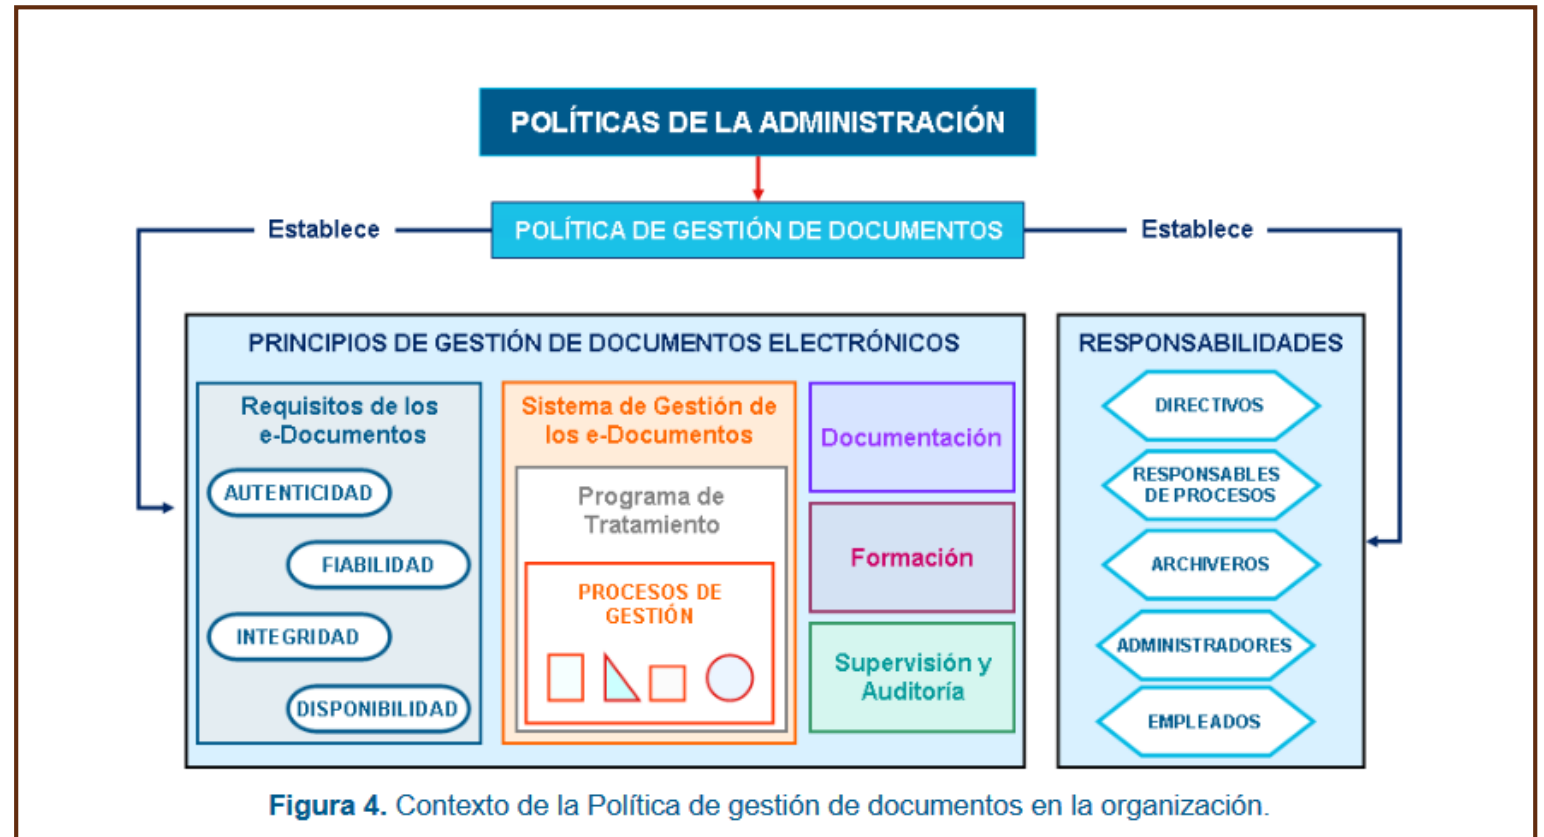 POLÍTICAS DE LA ADMINISTRACIÓN
Establece
POLÍTICA DE GESTIÓN DE DOCUMENTOS
Establece
PRINCIPIOS DE GESTIÓN DE DOCUMENTOS ELECTRÓNICOS
Requisitos de los
e-Documentos
AUTENTICIDAD
FIABILIDAD
INTEGRIDAD
DISPONIBILIDAD
Sistema de Gestión de
los e-Documentos
Programa de
Tratamiento
PROCESOS DE
GESTIÓN
Documentación
Formación
Supervisión y
Auditoría
RESPONSABILIDADES
DIRECTIVOS
RESPONSABLES
DE PROCESOS
ARCHIVEROS
ADMINISTRADORES
EMPLEADOS
Figura 4. Contexto de la Política de gestión de documentos en la organización.